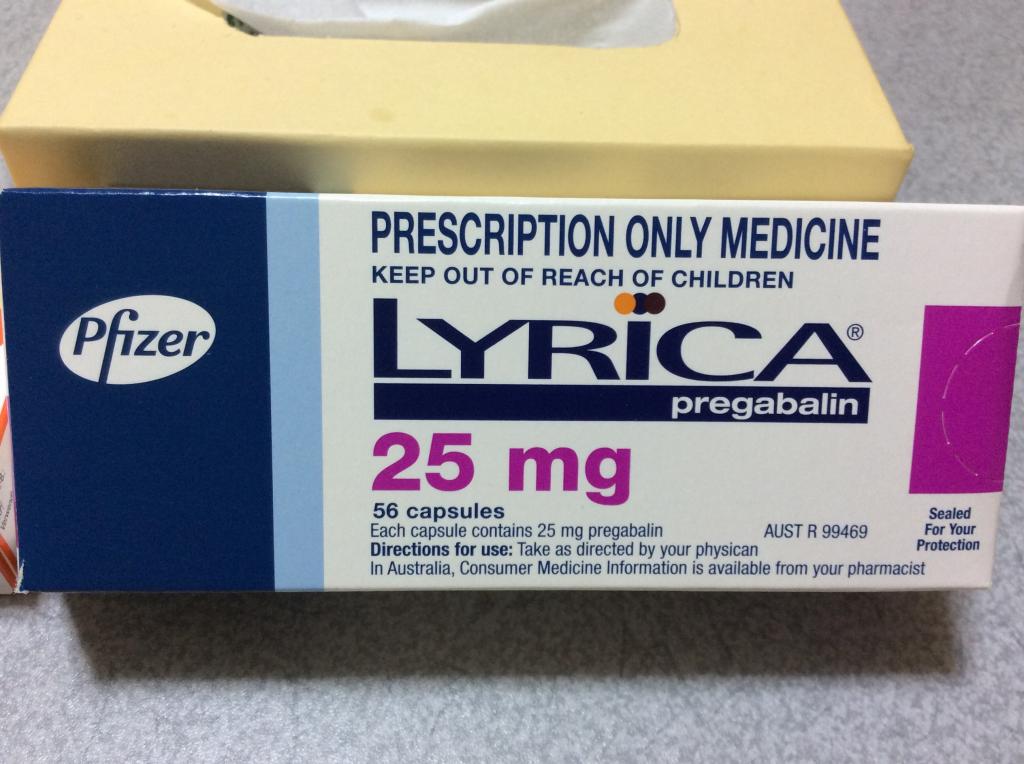 PRESCRIPTION ONLY MEDICINE
KEEP OUT OF REACH OF CHILDREN
Pfizer
LYRICA®
pregabalin
25 mg
56 capsules
Each capsule contains 25 mg pregabalin
AUST R 99469
Directions for use: Take as directed by your physican
In Australia, Consumer Medicine Information is available from your pharmacist
Sealed
For Your
Protection